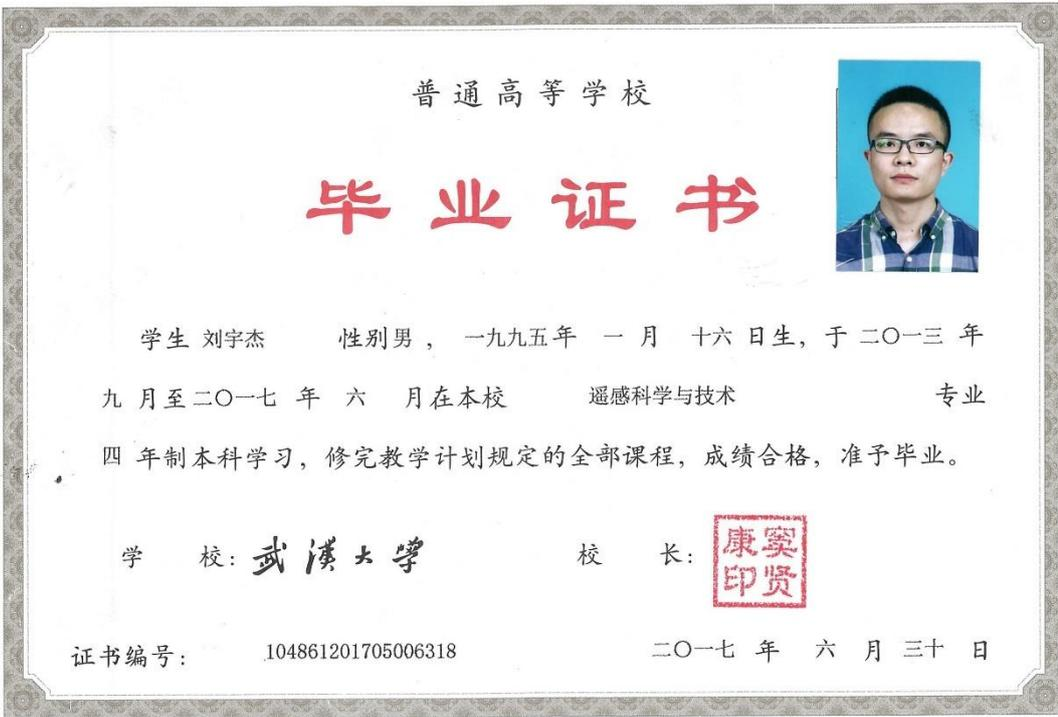 普通高等学校
毕业证书
学生 刘宇杰 性别男， 一九九五年 一 月 十六 日生，于 二〇一三 年
九 月至二〇一七 年 六 月在本校 遥感科学与技术 专业
四 年制本科学习，修完教学计划规定的全部课程，成绩合格，准予毕业。
学 校：武漢大學 校 长：窦贤康印
证书编号： 104861201705006318 二〇一七 年 六 月 三十 日